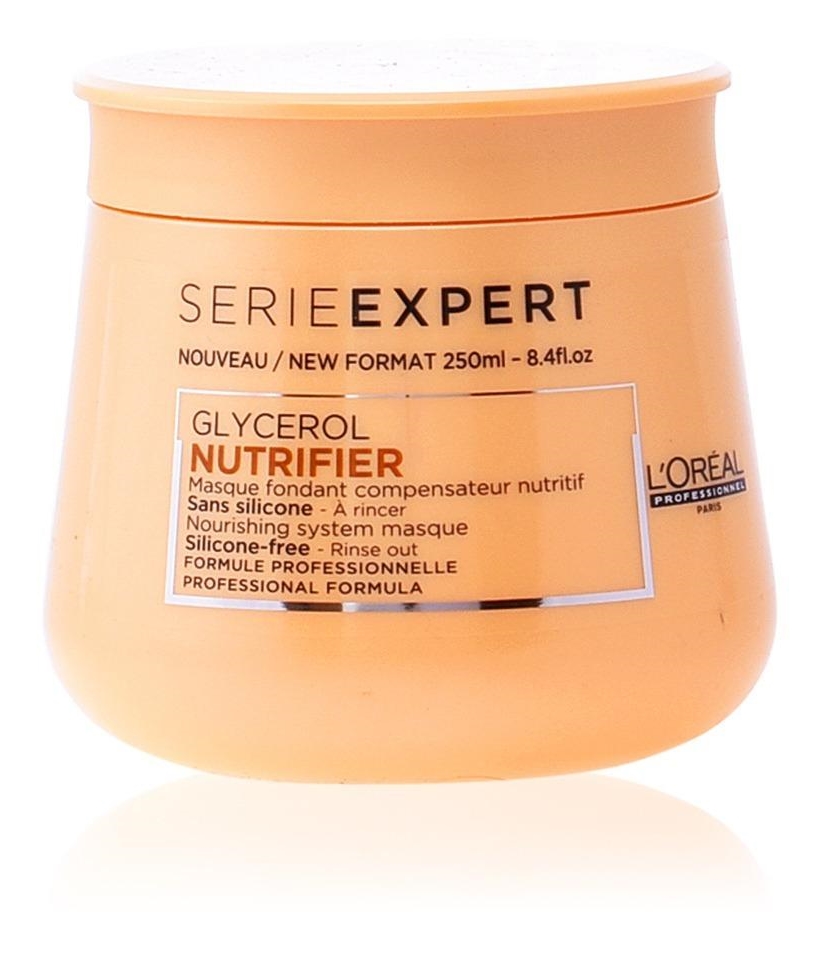 SERIEEXPERT
NOUVEAU / NEW FORMAT 250ml - 8.4fl.oz
GLYCEROL
NUTRIFIER
Masque fondant compensateur nutritif
Sans silicone - À rincer
Nourishing system masque
Silicone-free - Rinse out
FORMULE PROFESSIONNELLE
PROFESSIONAL FORMULA
L'ORÉAL
PROFESSIONNEL
PARIS